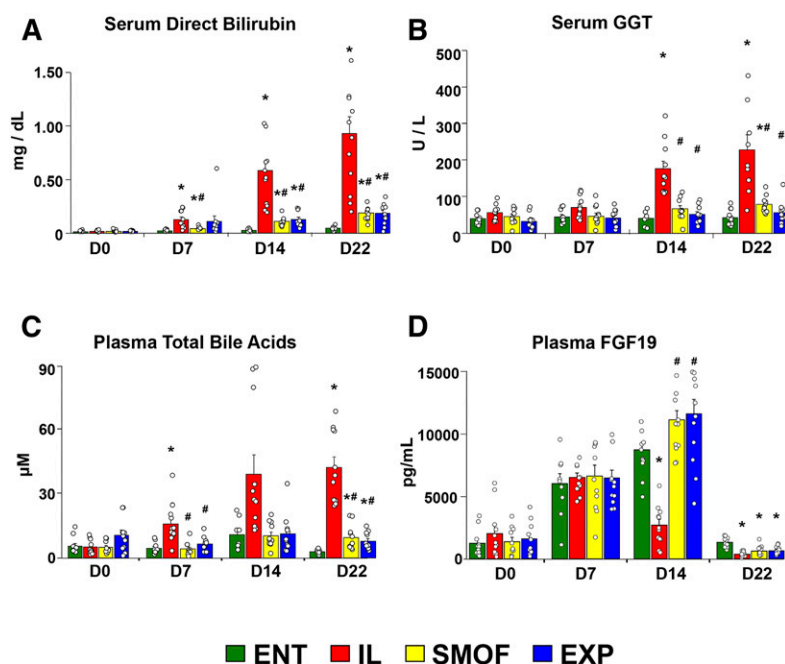 A
Serum Direct Bilirubin
mg / dL
1.50
1.00
0.50
0
*
*#
*
*#
*#
*
*#
*#
D0
D7
D14
D22
B
Serum GGT
U / L
500
400
300
200
100
0
*
#
#
*
*#
#
D0
D7
D14
D22
C
Plasma Total Bile Acids
µM
90
60
30
0
*
#
#
*
*#
*#
D0
D7
D14
D22
D
Plasma FGF19
pg/mL
15000
10000
5000
0
*
#
#
*
*
*
D0
D7
D14
D22
ENT IL SMOF EXP